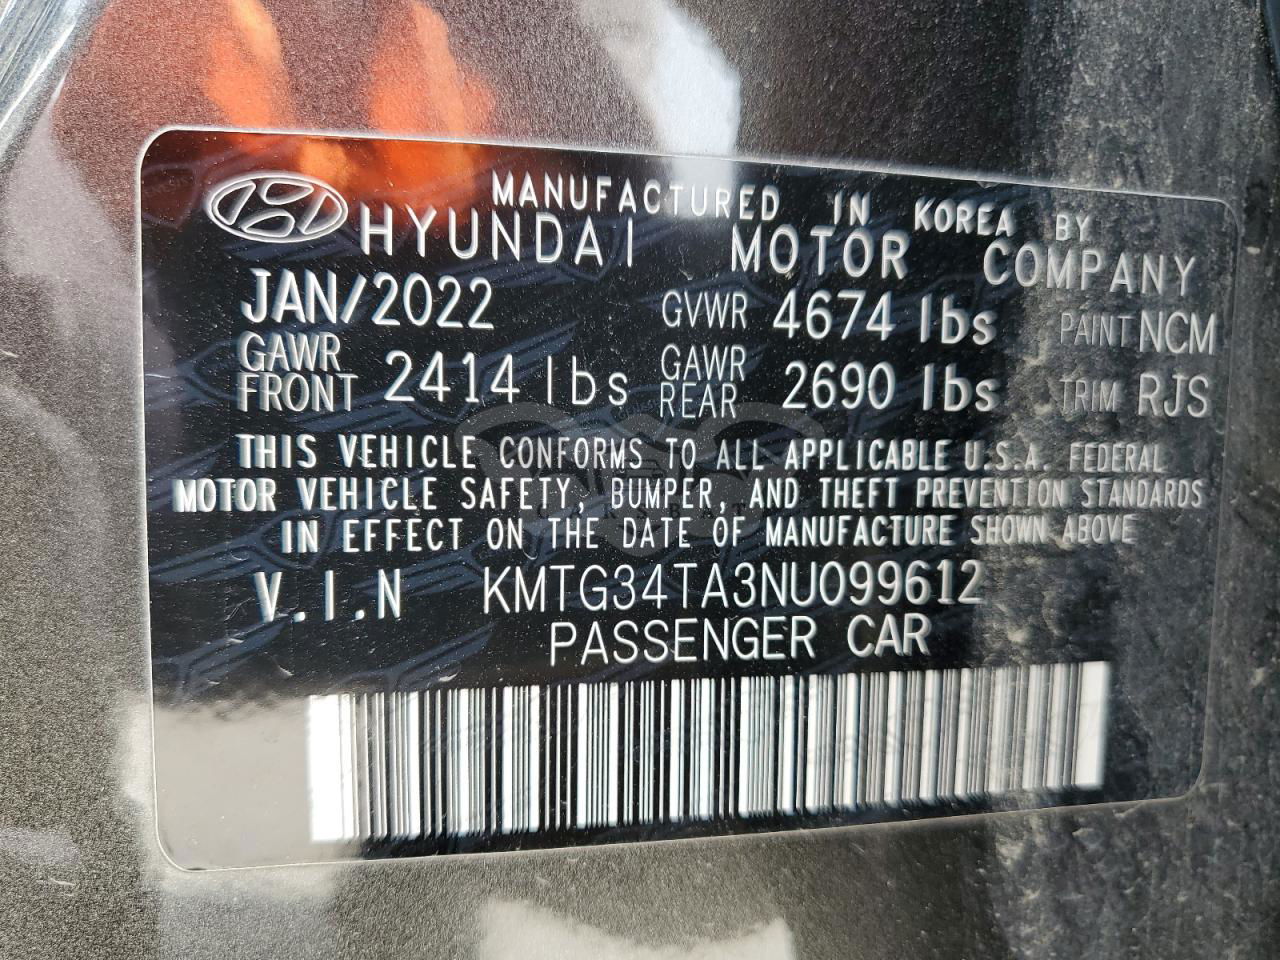 MANUFACTURED IN KOREA BY
HYUNDAI MOTOR COMPANY
JAN/2022 GVWR 4674 lbs PAINT NCM
GAWR FRONT 2414 lbs GAWR REAR 2690 lbs TRIM RJS
THIS VEHICLE CONFORMS TO ALL APPLICABLE U.S.A. FEDERAL
MOTOR VEHICLE SAFETY, BUMPER, AND THEFT PREVENTION STANDARDS
IN EFFECT ON THE DATE OF MANUFACTURE SHOWN ABOVE
V.I.N KMTG34TA3NU099612
PASSENGER CAR